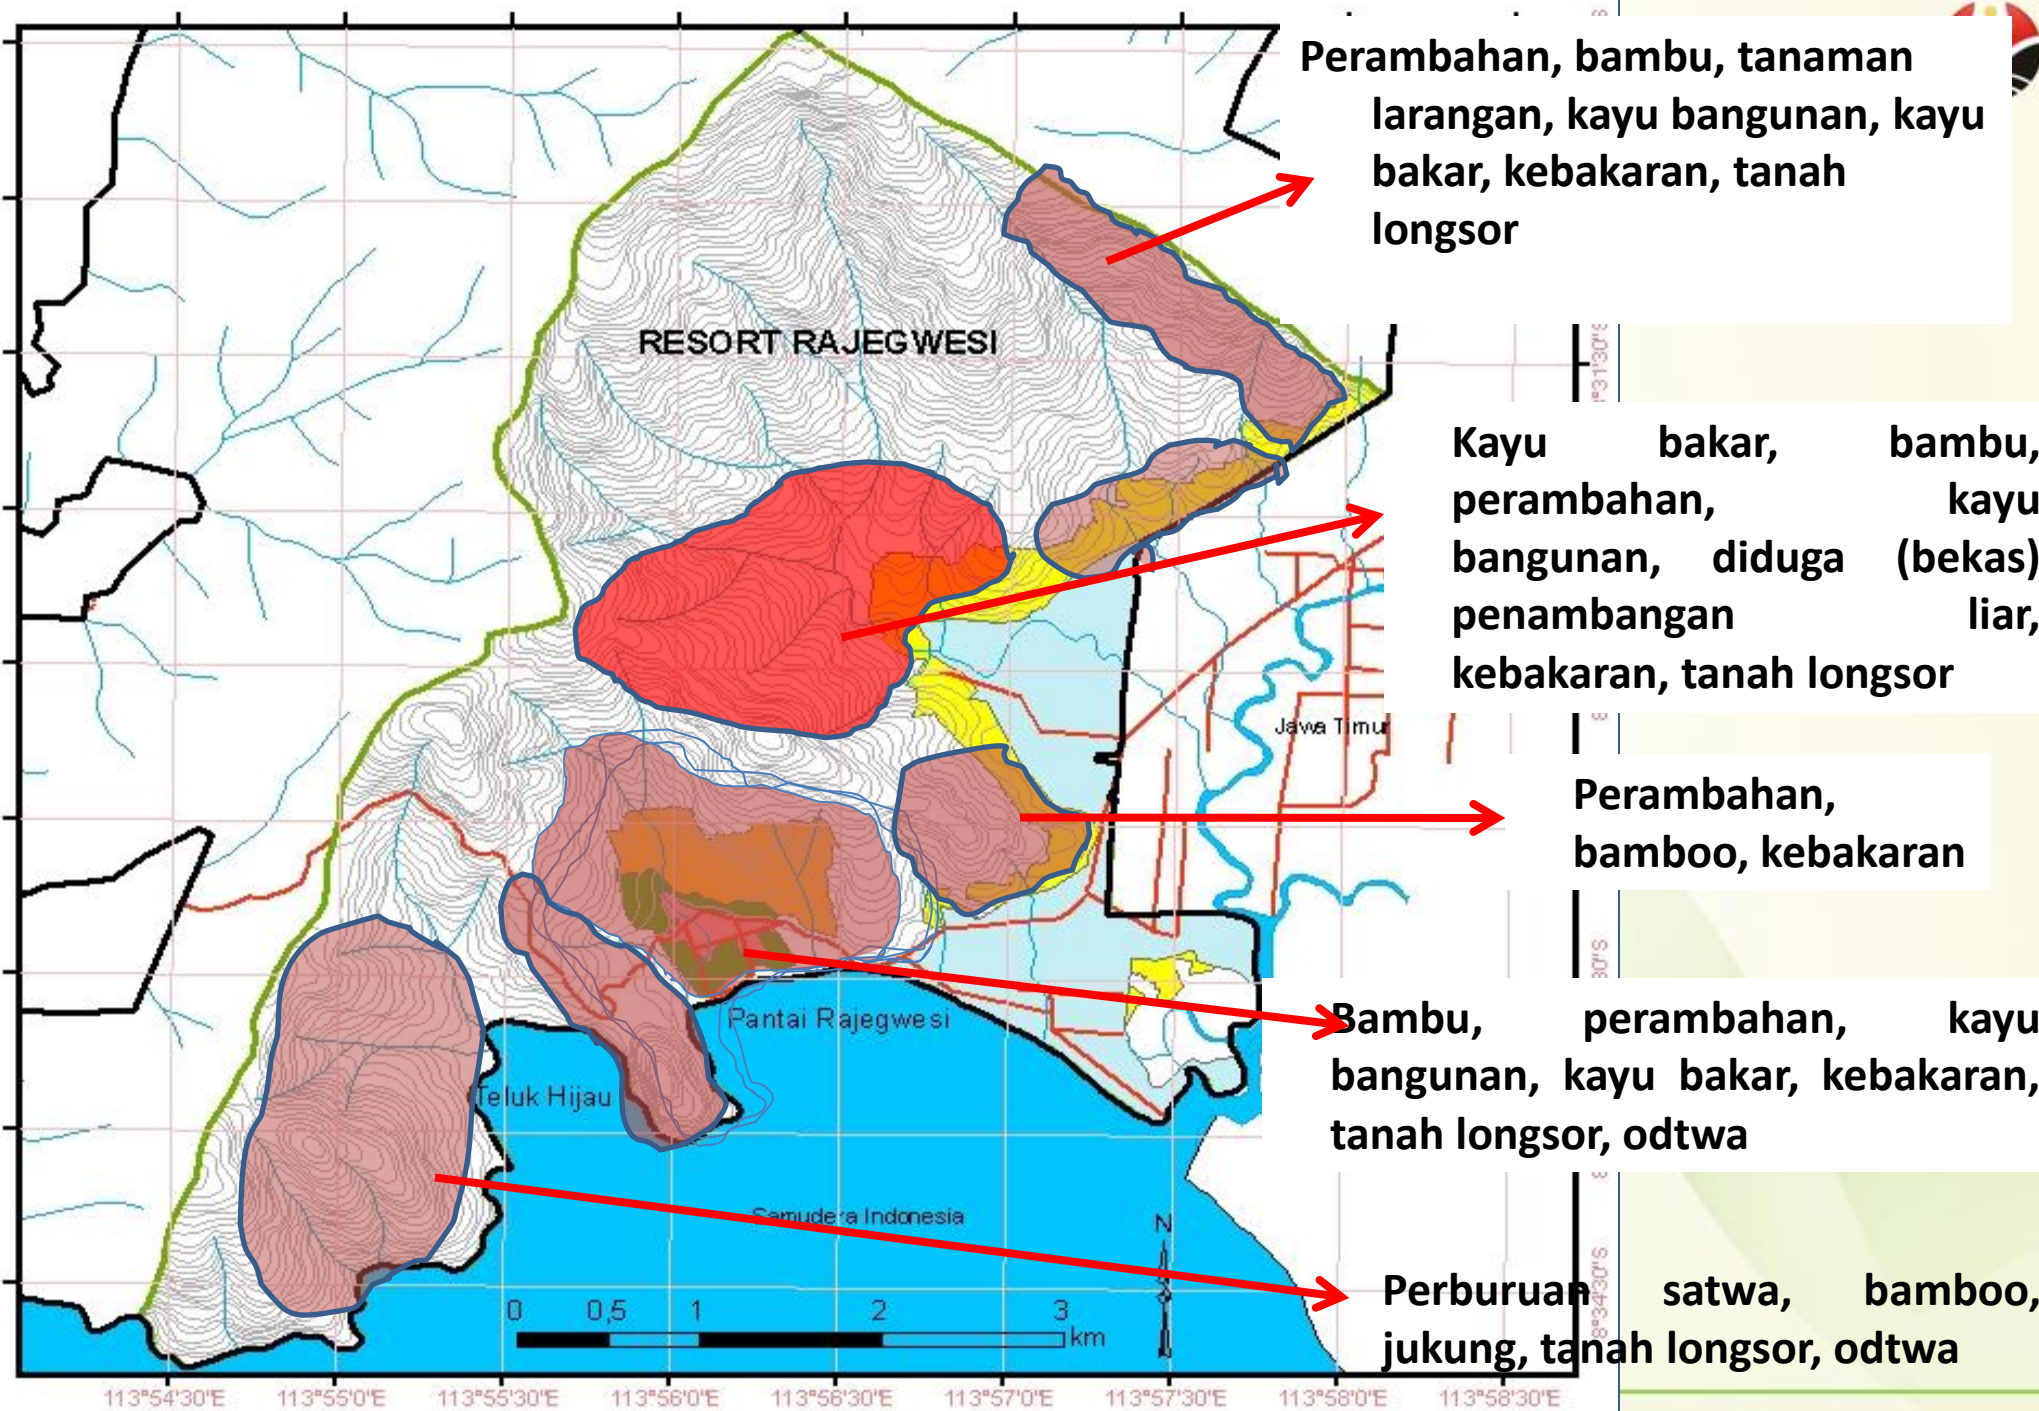 Perambahan, bambu, tanaman
larangan, kayu bangunan, kayu
bakar, kebakaran, tanah
longsor
RESORT RAJEGWESI
Kayu bakar, bambu,
perambahan, kayu
bangunan, diduga (bekas)
penambangan liar,
kebakaran, tanah longsor
Jawa Timur
Perambahan,
bamboo, kebakaran
Pantai Rajegwesi
Bambu, perambahan, kayu
bangunan, kayu bakar, kebakaran,
tanah longsor, odtwa
Teluk Hijau
Samudera Indonesia
N
Perburuan satwa, bamboo,
jukung, tanah longsor, odtwa
0 0,5 1 2 3
km
8°34'30"S
113°54'30"E 113°55'0"E 113°55'30"E 113°56'0"E 113°56'30"E 113°57'0"E 113°57'30"E 113°58'0"E 113°58'30"E